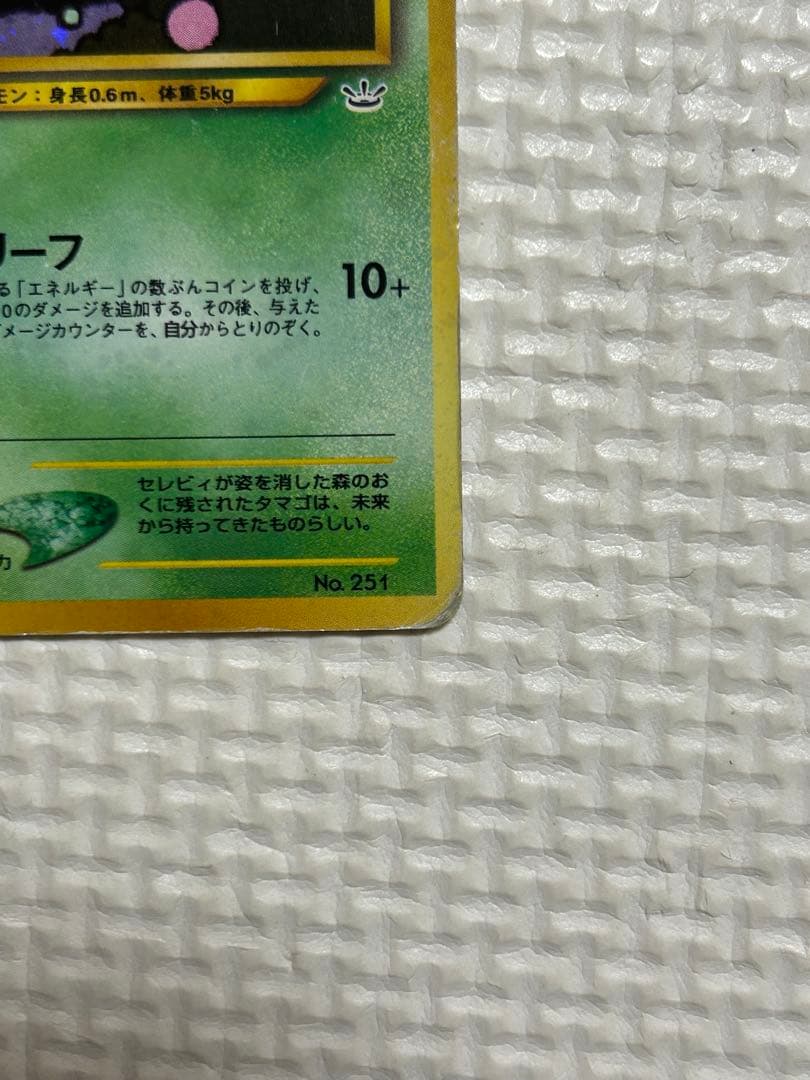 モン：身長0.6m、体重5kg
リーフ
10+
る「エネルギー」の数ぶんコインを投げ、
0のダメージを追加する。その後、与えた
メージカウンターを、自分からとりのぞく。
セレビィが姿を消した森のお
くに残されたタマゴは、未来
から持ってきたものらしい。
力
No. 251